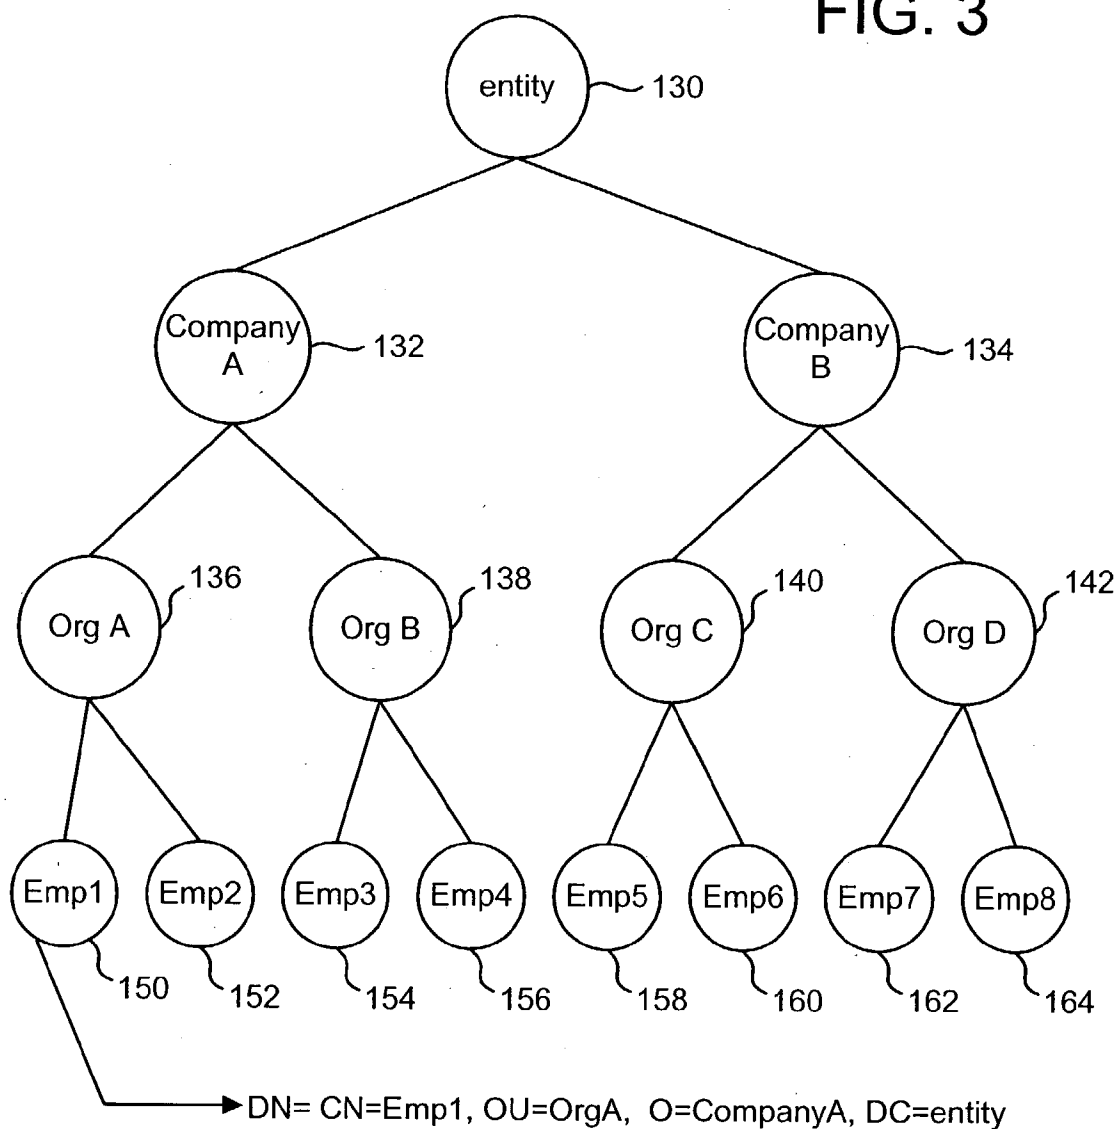 FIG. 3
entity
130
Company
A
132
Company
B
134
Org A
136
Org B
138
Org C
140
Org D
142
Emp1
Emp2
Emp3
Emp4
Emp5
Emp6
Emp7
Emp8
150
152
154
156
158
160
162
164
DN= CN=Emp1, OU=OrgA, O=CompanyA, DC=entity